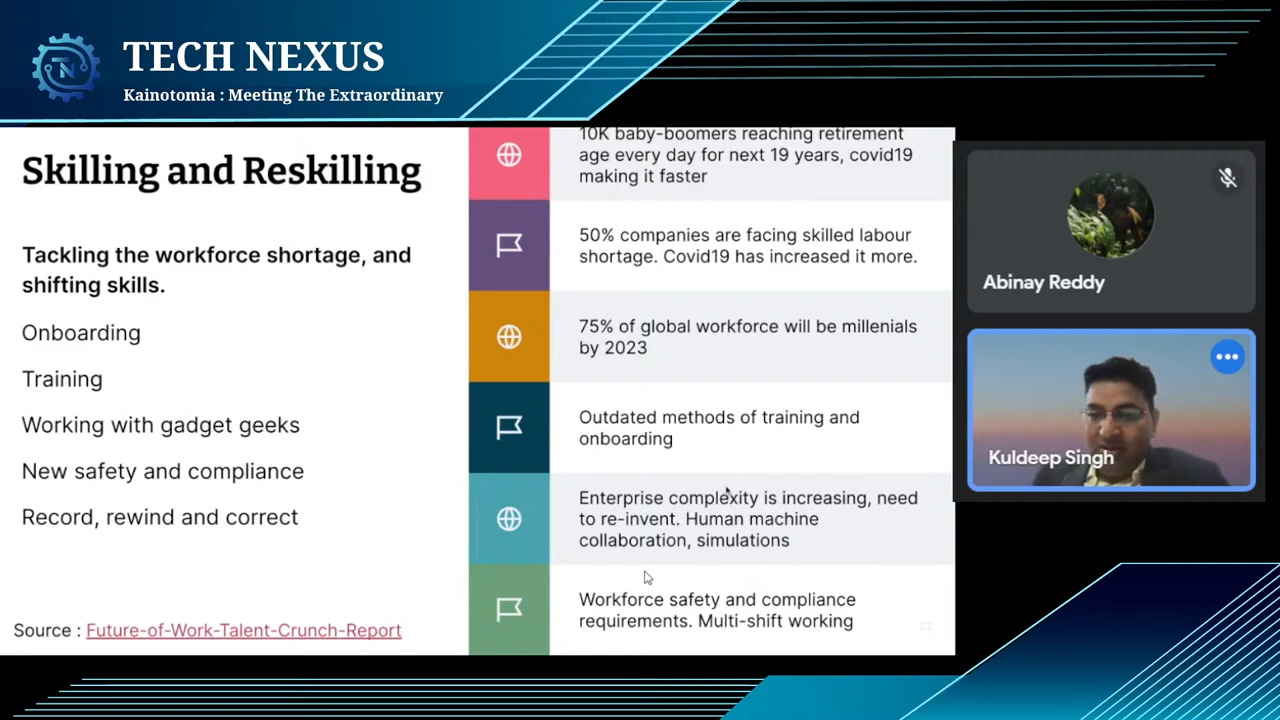 TECH NEXUS
Kainotomia : Meeting The Extraordinary
TN
Skilling and Reskilling
Tackling the workforce shortage, and
shifting skills.
Onboarding
Training
Working with gadget geeks
New safety and compliance
Record, rewind and correct
Source : Future-of-Work-Talent-Crunch-Report
10K baby-boomers reaching retirement
age every day for next 19 years, covid19
making it faster
50% companies are facing skilled labour
shortage. Covid19 has increased it more.
75% of global workforce will be millenials
by 2023
Outdated methods of training and
onboarding
Enterprise complexity is increasing, need
to re-invent. Human machine
collaboration, simulations
Workforce safety and compliance
requirements. Multi-shift working
22
Abinay Reddy
Kuldeep Singh